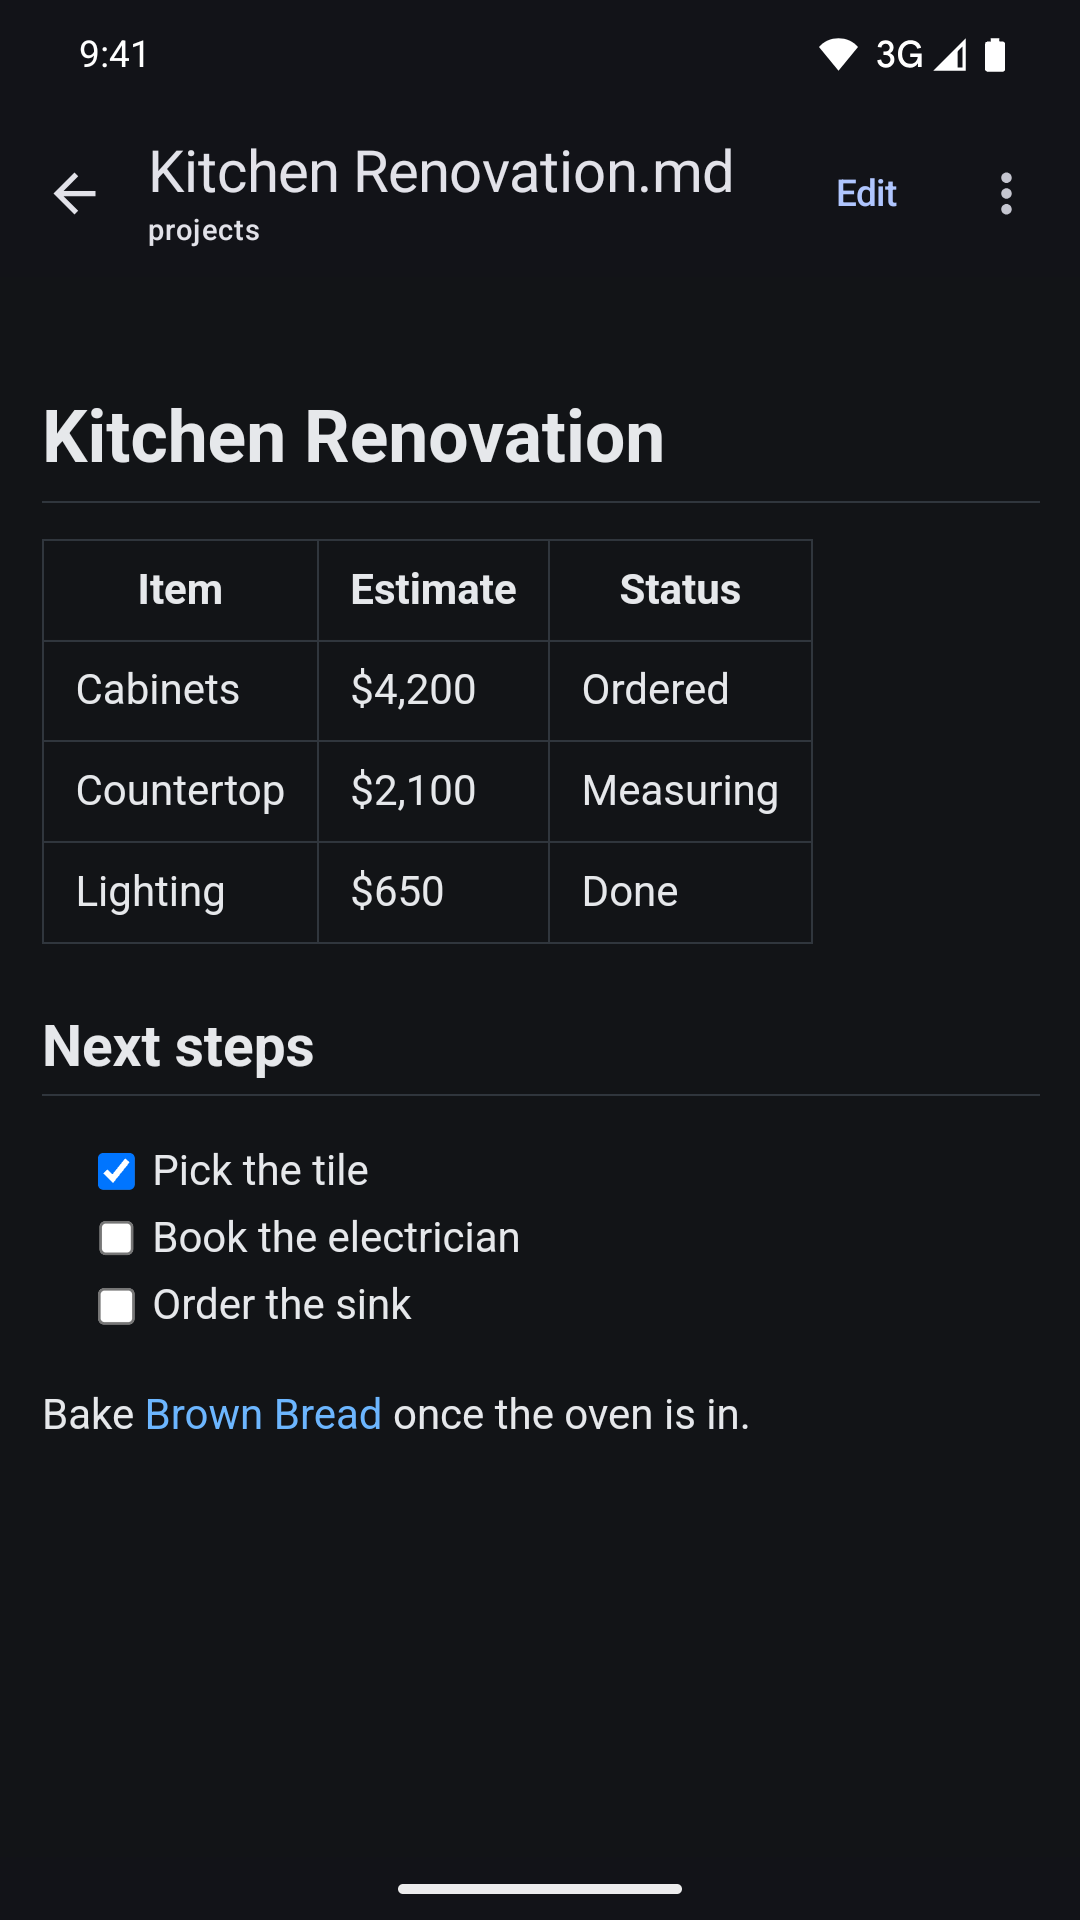 9:41
3G
Kitchen Renovation.md
projects
Edit
Kitchen Renovation
Item Estimate Status
Cabinets $4,200 Ordered
Countertop $2,100 Measuring
Lighting $650 Done
Next steps
Pick the tile
Book the electrician
Order the sink
Bake Brown Bread once the oven is in.